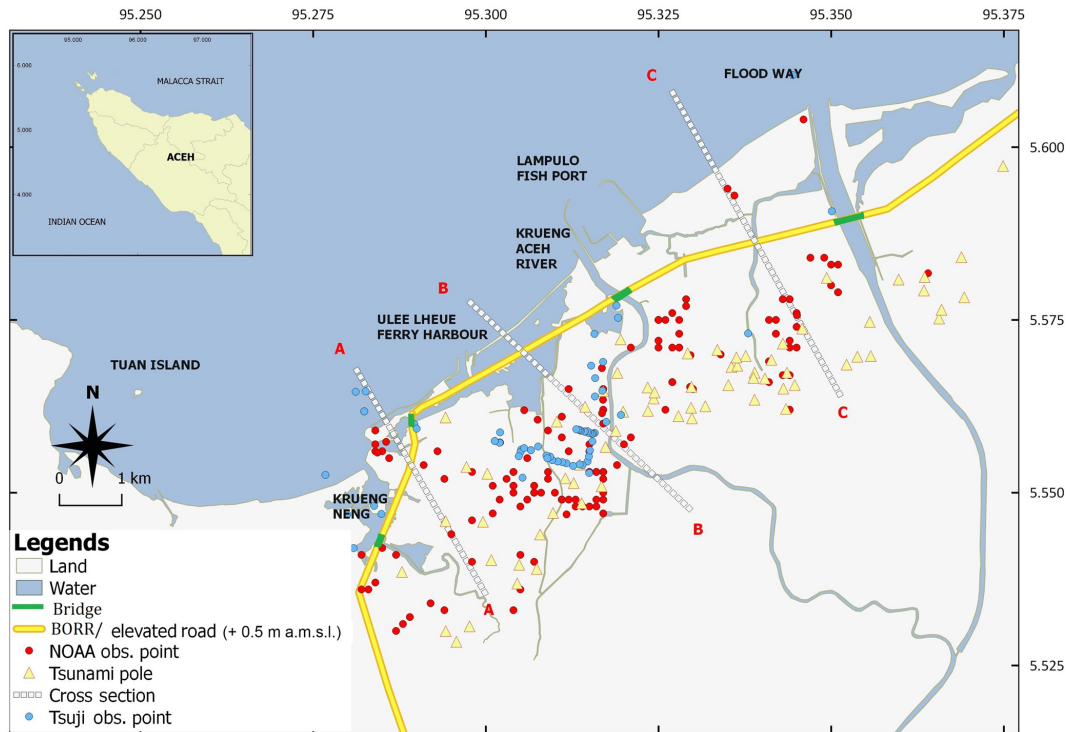 95.250 95.275 95.300 95.325 95.350 95.375
95.000 96.000 97.000
6.000
5.000
4.000
MALACCA STRAIT
ACEH
INDIAN OCEAN
C
FLOOD WAY
LAMPULO
FISH PORT
KRUENG
ACEH
RIVER
B
ULEE LHEUE
FERRY HARBOUR
A
TUAN ISLAND
N
0 1 km
KRUENG
NENG
C
B
A
5.600
5.575
5.550
5.525
Legends
Land
Water
Bridge
BORR/ elevated road (+ 0.5 m a.m.s.l.)
NOAA obs. point
Tsunami pole
Cross section
Tsuji obs. point